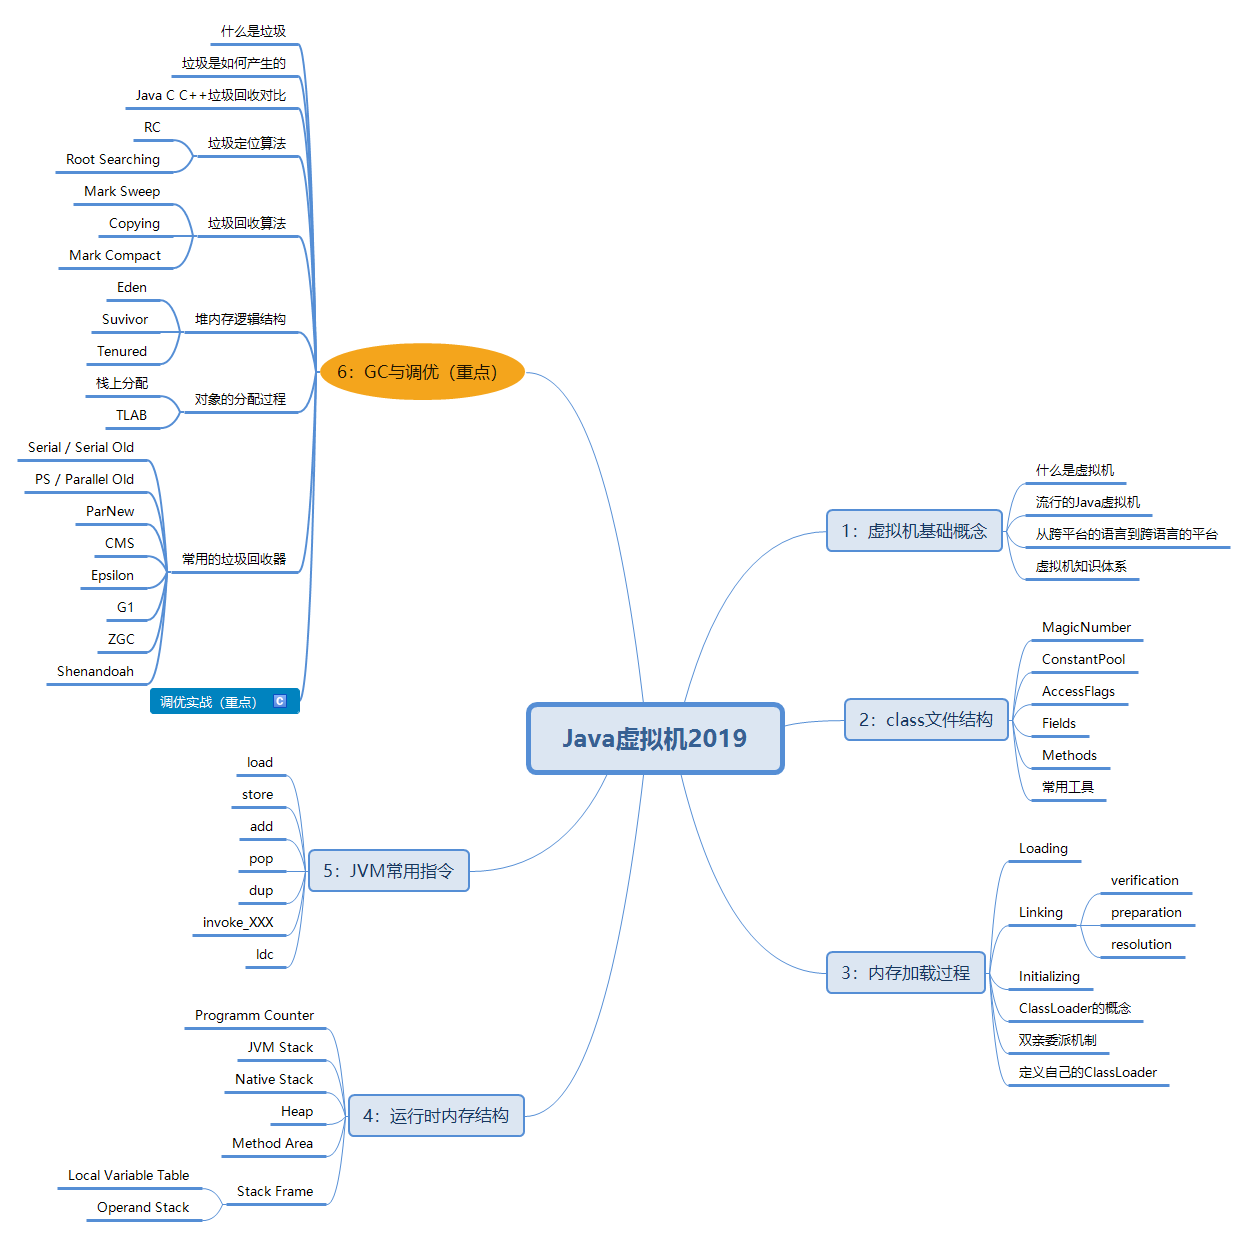 Java虚拟机2019
1：虚拟机基础概念
什么是虚拟机
流行的Java虚拟机
从跨平台的语言到跨语言的平台
虚拟机知识体系
2：class文件结构
MagicNumber
ConstantPool
AccessFlags
Fields
Methods
常用工具
3：内存加载过程
Loading
Linking
verification
preparation
resolution
Initializing
ClassLoader的概念
双亲委派机制
定义自己的ClassLoader
4：运行时内存结构
Programm Counter
JVM Stack
Native Stack
Heap
Method Area
Stack Frame
Local Variable Table
Operand Stack
5：JVM常用指令
load
store
add
pop
dup
invoke_XXX
ldc
6：GC与调优（重点）
什么是垃圾
垃圾是如何产生的
Java C C++垃圾回收对比
垃圾定位算法
RC
Root Searching
垃圾回收算法
Mark Sweep
Copying
Mark Compact
堆内存逻辑结构
Eden
Suvivor
Tenured
对象的分配过程
栈上分配
TLAB
常用的垃圾回收器
Serial / Serial Old
PS / Parallel Old
ParNew
CMS
Epsilon
G1
ZGC
Shenandoah
调优实战（重点） C